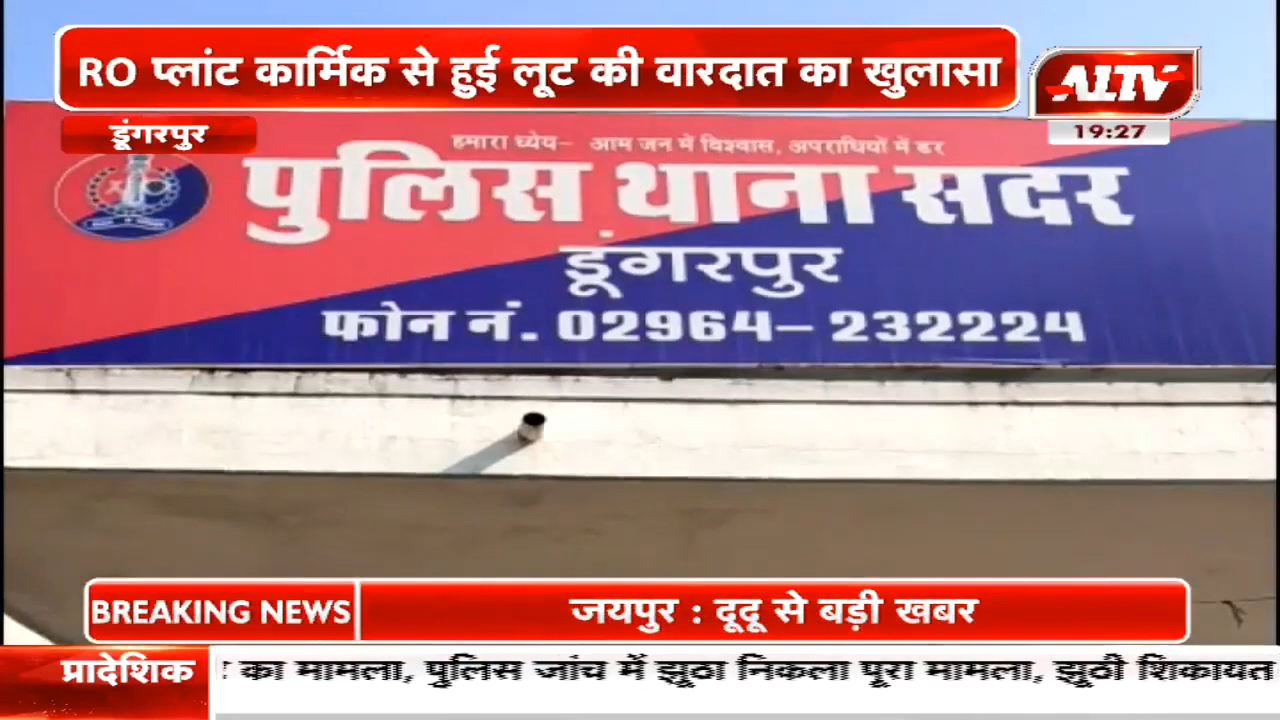 RO प्लांट कार्मिक से हुई लूट की वारदात का खुलासा
ALTV
19:27
डूंगरपुर
हमारा ध्येय- आम जन में विश्वास, अपराधियों में डर
पुलिस थाना सदर
डूंगरपुर
फोन नं. 02964-232224
BREAKING NEWS
जयपुर : दूदू से बड़ी खबर
प्रादेशिक
का मामला, पुलिस जांच में झूठा निकला पूरा मामला, झूठी शिकायत